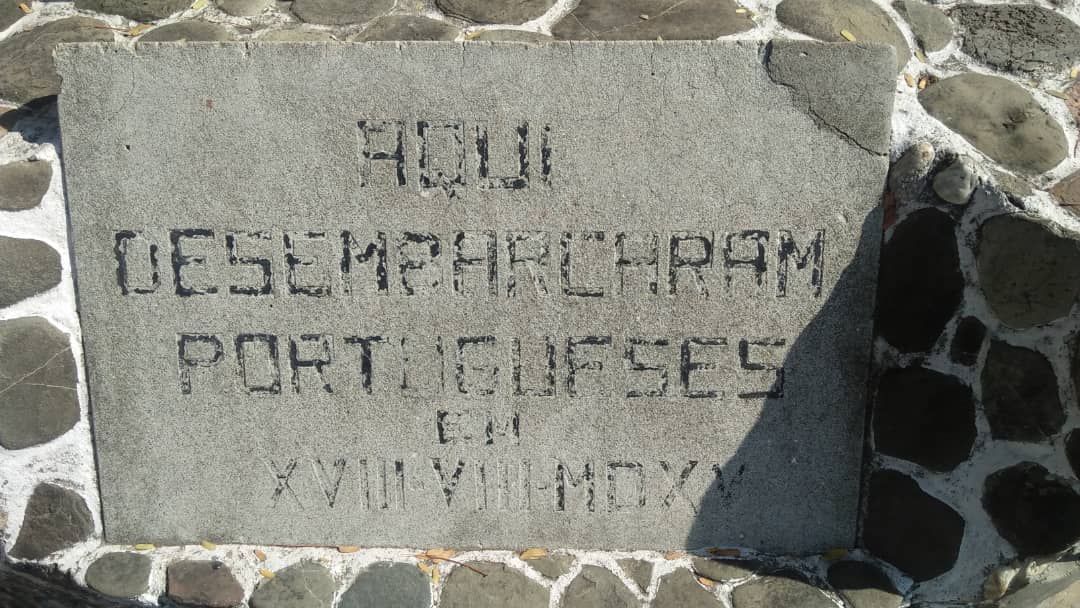 AQUI
DESEMBARCARAM
PORTUGUESES
EM
XVIII-VIII-MDXV